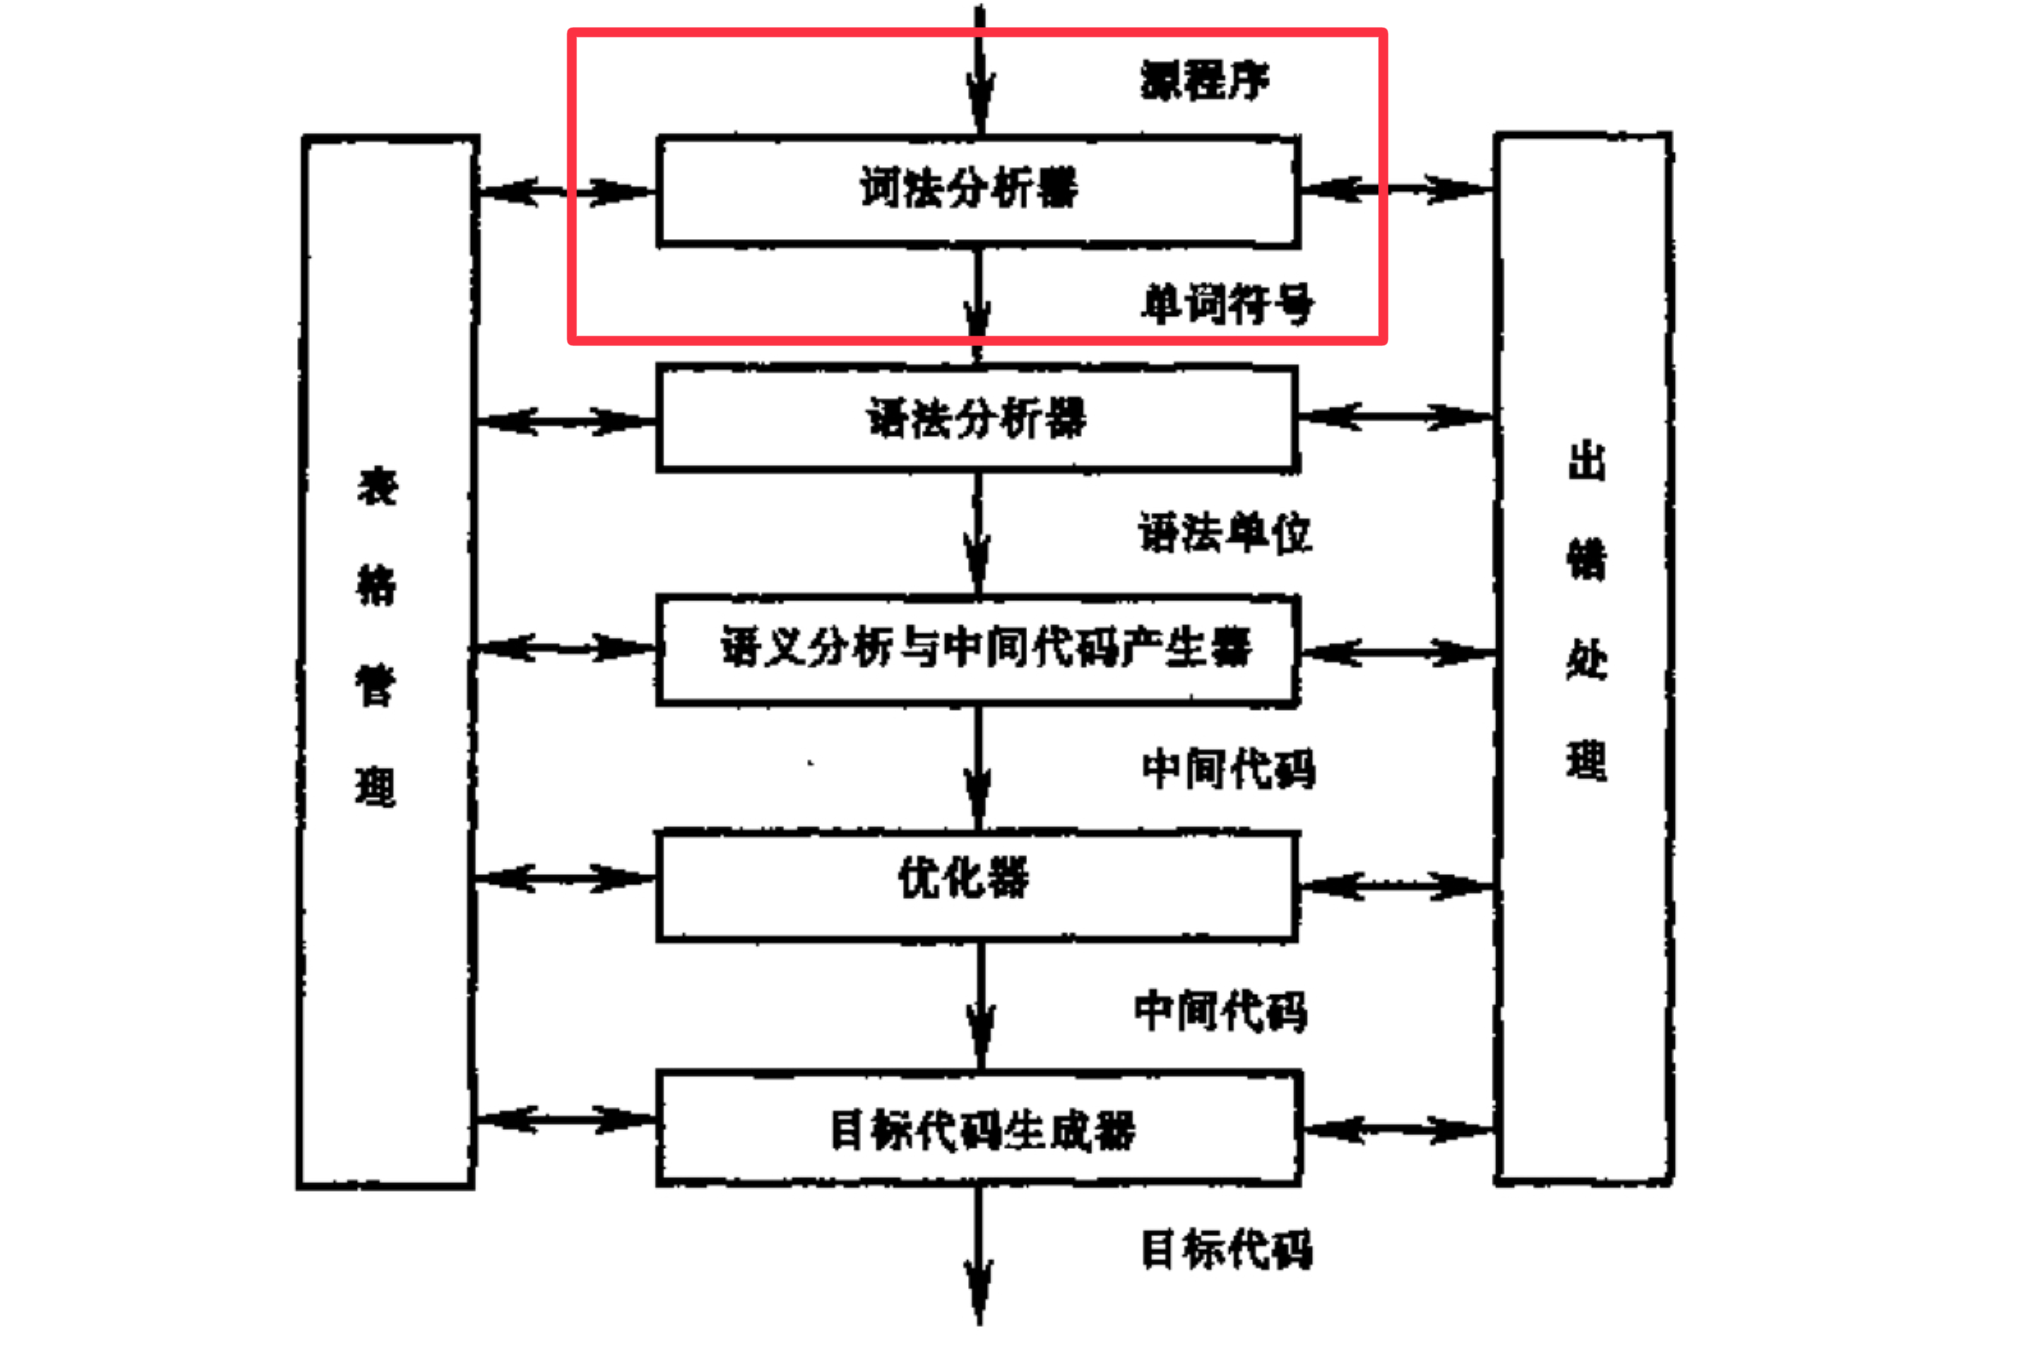 源程序
词法分析器
单词符号
语法分析器
语法单位
语义分析与中间代码产生器
中间代码
优化器
中间代码
目标代码生成器
目标代码
表格管理
出错处理